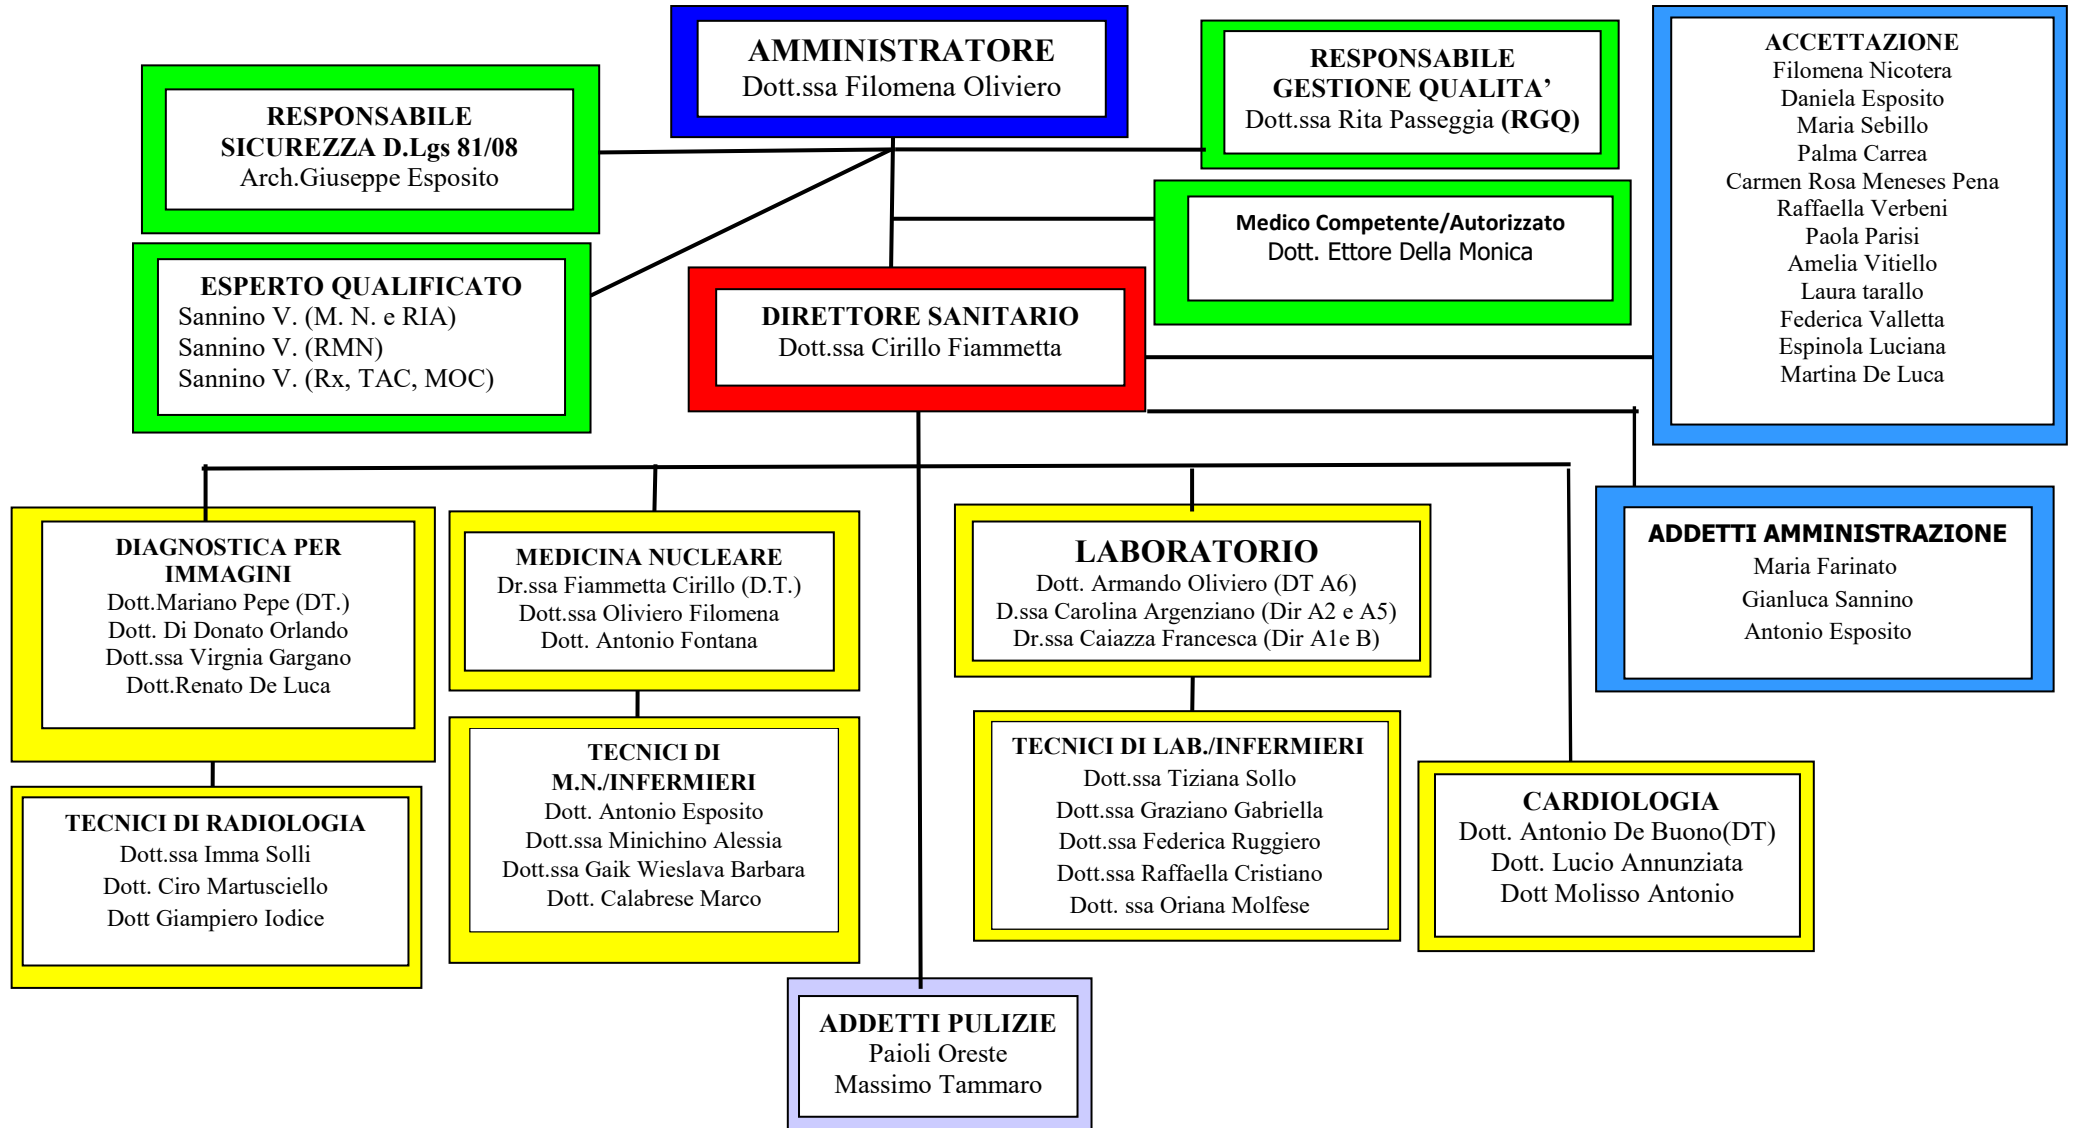 AMMINISTRATORE
Dott.ssa Filomena Oliviero
RESPONSABILE
SICUREZZA D.Lgs 81/08
Arch.Giuseppe Esposito
RESPONSABILE
GESTIONE QUALITA’
Dott.ssa Rita Passeggia (RGQ)
ACCETTAZIONE
Filomena Nicotera
Daniela Esposito
Maria Sebillo
Palma Carrea
Carmen Rosa Meneses Pena
Raffaella Verbeni
Paola Parisi
Amelia Vitiello
Laura tarallo
Federica Valletta
Espinola Luciana
Martina De Luca
Medico Competente/Autorizzato
Dott. Ettore Della Monica
ESPERTO QUALIFICATO
Sannino V. (M. N. e RIA)
Sannino V. (RMN)
Sannino V. (Rx, TAC, MOC)
DIRETTORE SANITARIO
Dott.ssa Cirillo Fiammetta
DIAGNOSTICA PER
IMMAGINI
Dott.Mariano Pepe (DT.)
Dott. Di Donato Orlando
Dott.ssa Virgnia Gargano
Dott.Renato De Luca
MEDICINA NUCLEARE
Dr.ssa Fiammetta Cirillo (D.T.)
Dott.ssa Oliviero Filomena
Dott. Antonio Fontana
LABORATORIO
Dott. Armando Oliviero (DT A6)
D.ssa Carolina Argenziano (Dir A2 e A5)
Dr.ssa Caiazza Francesca (Dir A1e B)
ADDETTI AMMINISTRAZIONE
Maria Farinato
Gianluca Sannino
Antonio Esposito
TECNICI DI RADIOLOGIA
Dott.ssa Imma Solli
Dott. Ciro Martusciello
Dott Giampiero Iodice
TECNICI DI
M.N./INFERMIERI
Dott. Antonio Esposito
Dott.ssa Minichino Alessia
Dott.ssa Gaik Wieslava Barbara
Dott. Calabrese Marco
TECNICI DI LAB./INFERMIERI
Dott.ssa Tiziana Sollo
Dott.ssa Graziano Gabriella
Dott.ssa Federica Ruggiero
Dott.ssa Raffaella Cristiano
Dott. ssa Oriana Molfese
CARDIOLOGIA
Dott. Antonio De Buono(DT)
Dott. Lucio Annunziata
Dott Molisso Antonio
ADDETTI PULIZIE
Paioli Oreste
Massimo Tammaro